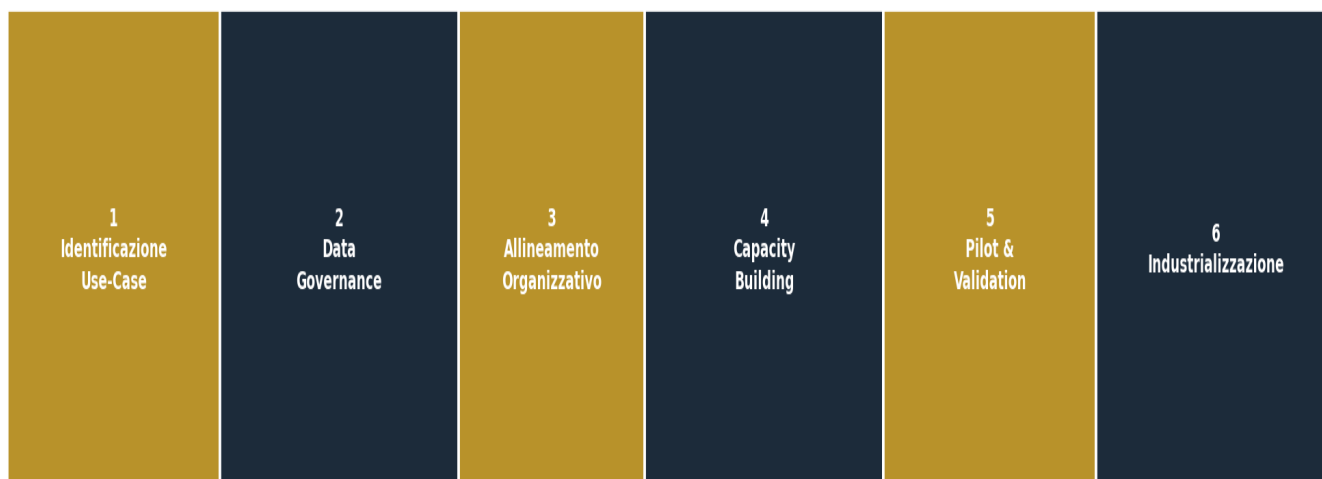 1
Identificazione
Use-Case
2
Data
Governance
3
Allineamento
Organizzativo
4
Capacity
Building
5
Pilot &
Validation
6
Industrializzazione